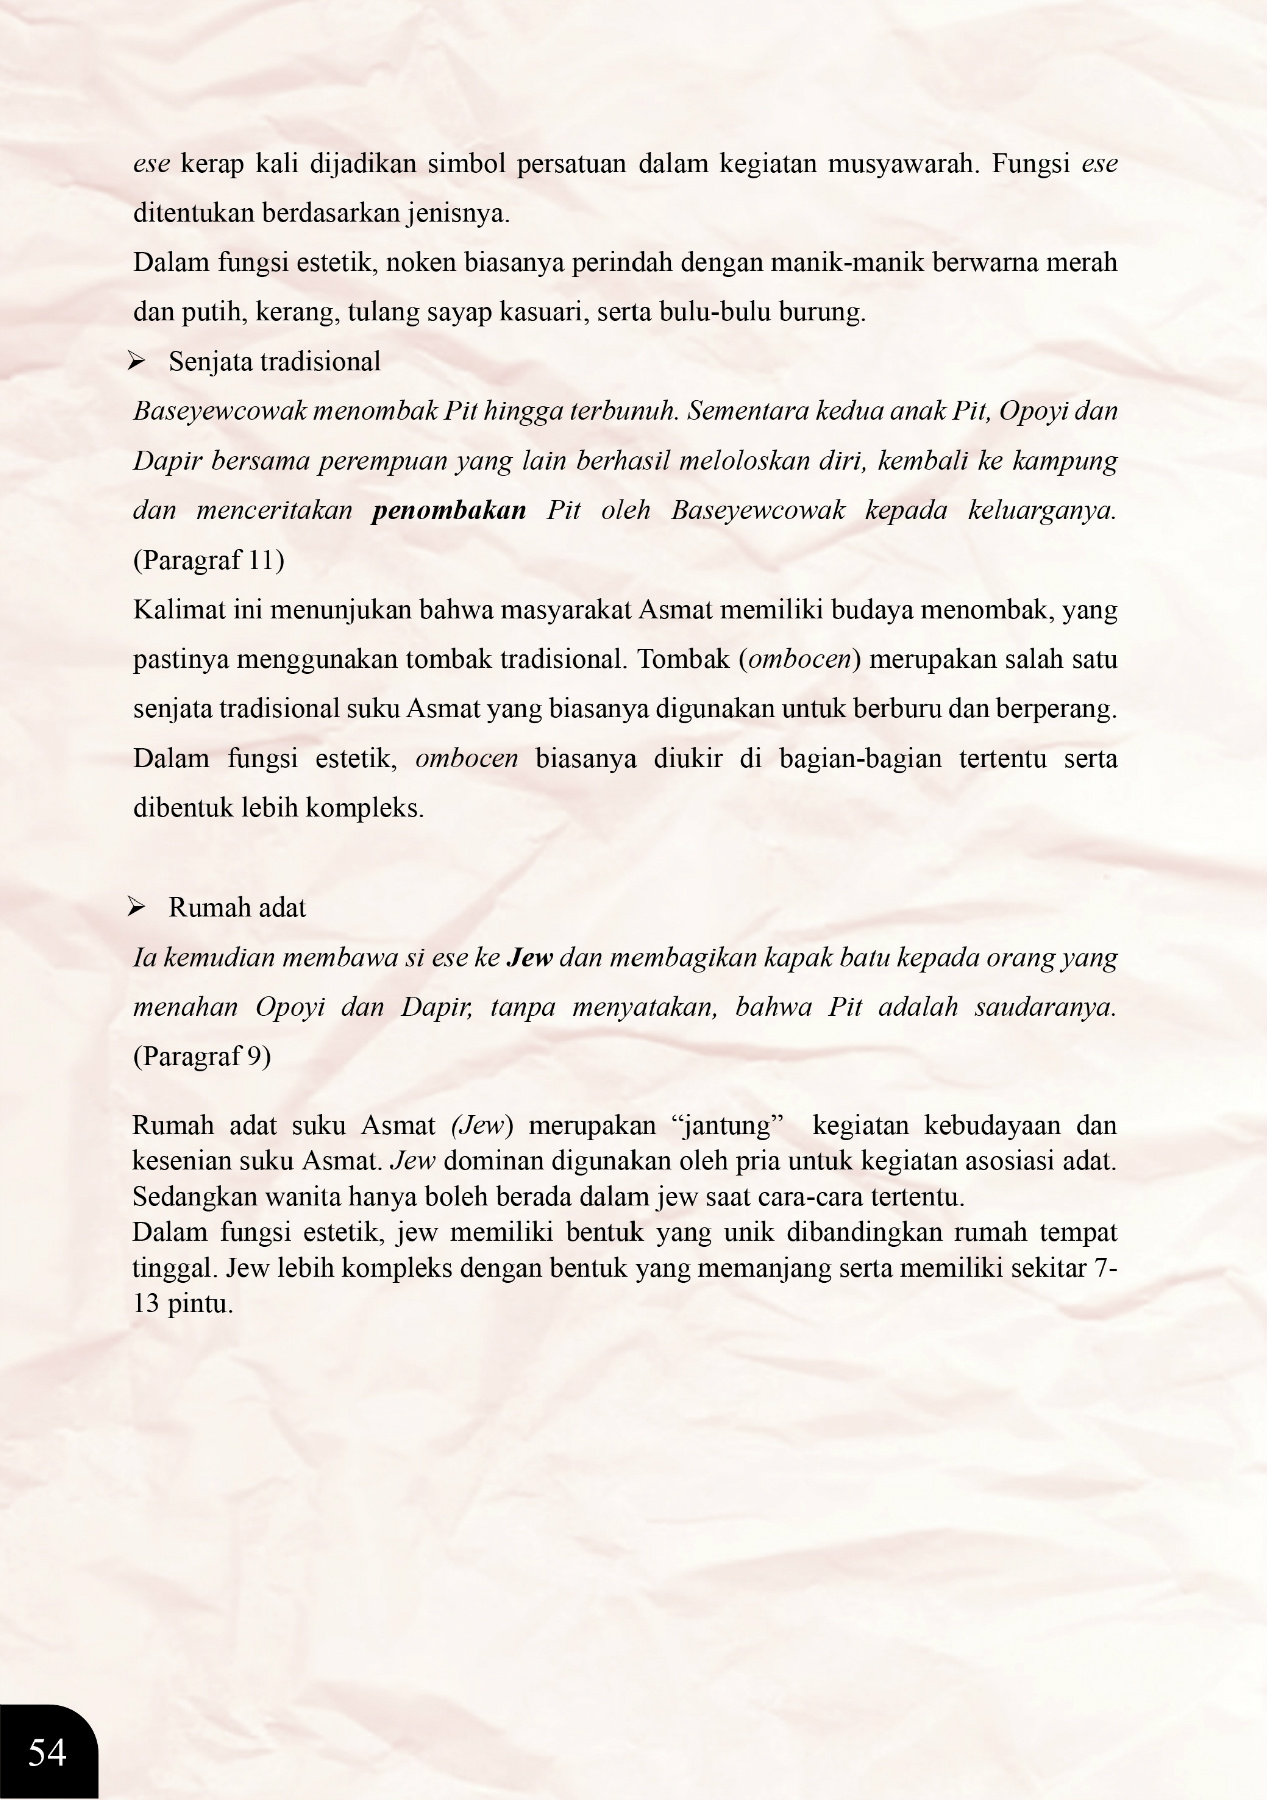 ese kerap kali dijadikan simbol persatuan dalam kegiatan musyawarah. Fungsi ese
ditentukan berdasarkan jenisnya.
Dalam fungsi estetik, noken biasanya perindah dengan manik-manik berwarna merah
dan putih, kerang, tulang sayap kasuari, serta bulu-bulu burung.
➢ Senjata tradisional
Baseyewcowak menombak Pit hingga terbunuh. Sementara kedua anak Pit, Opoyi dan
Dapir bersama perempuan yang lain berhasil meloloskan diri, kembali ke kampung
dan menceritakan penombakan Pit oleh Baseyewcowak kepada keluarganya.
(Paragraf 11)
Kalimat ini menunjukan bahwa masyarakat Asmat memiliki budaya menombak, yang
pastinya menggunakan tombak tradisional. Tombak (ombocen) merupakan salah satu
senjata tradisional suku Asmat yang biasanya digunakan untuk berburu dan berperang.
Dalam fungsi estetik, ombocen biasanya diukir di bagian-bagian tertentu serta
dibentuk lebih kompleks.
➢ Rumah adat
Ia kemudian membawa si ese ke Jew dan membagikan kapak batu kepada orang yang
menahan Opoyi dan Dapir, tanpa menyatakan, bahwa Pit adalah saudaranya.
(Paragraf 9)
Rumah adat suku Asmat (Jew) merupakan “jantung” kegiatan kebudayaan dan
kesenian suku Asmat. Jew dominan digunakan oleh pria untuk kegiatan asosiasi adat.
Sedangkan wanita hanya boleh berada dalam jew saat cara-cara tertentu.
Dalam fungsi estetik, jew memiliki bentuk yang unik dibandingkan rumah tempat
tinggal. Jew lebih kompleks dengan bentuk yang memanjang serta memiliki sekitar 7-
13 pintu.
54